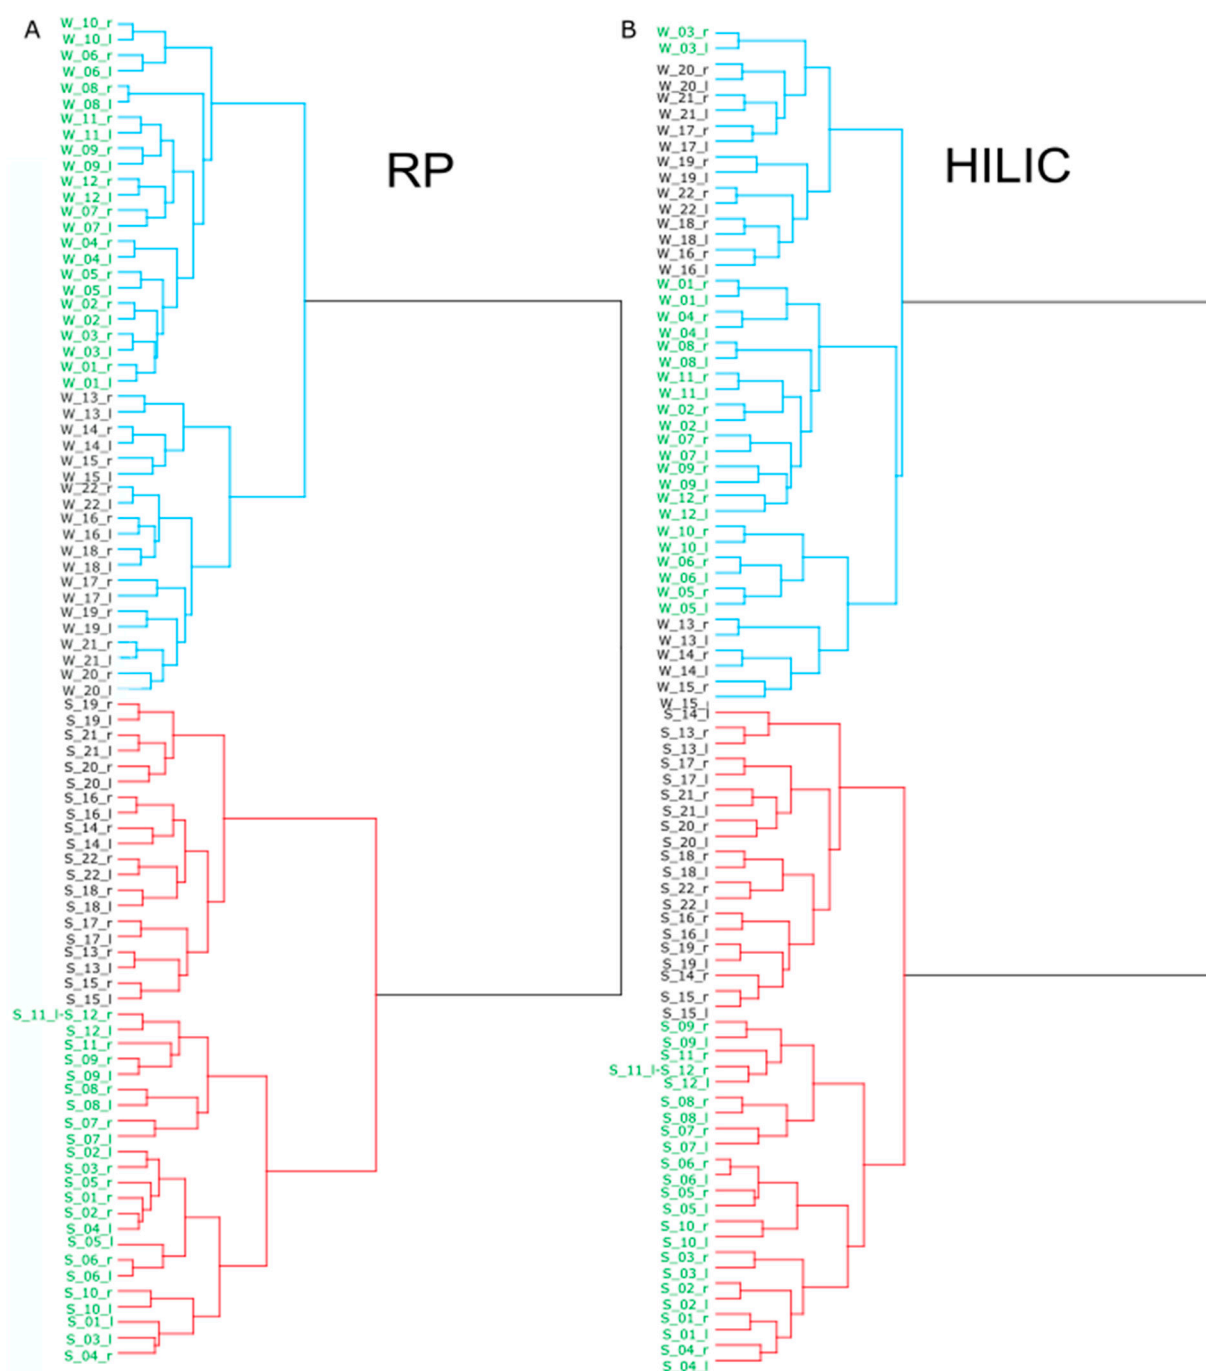 A
W_10_r
W_10_l
W_06_r
W_06_l
W_08_r
W_08_l
W_11_r
W_11_l
W_09_r
W_09_l
W_12_r
W_12_l
W_07_r
W_07_l
W_04_r
W_04_l
W_05_r
W_05_l
W_02_r
W_02_l
W_03_r
W_03_l
W_01_r
W_01_l
W_13_r
W_13_l
W_14_r
W_14_l
W_15_r
W_15_l
W_22_r
W_22_l
W_16_r
W_16_l
W_18_r
W_18_l
W_17_r
W_17_l
W_19_r
W_19_l
W_21_r
W_21_l
W_20_r
W_20_l
S_19_r
S_19_l
S_21_r
S_21_l
S_20_r
S_20_l
S_16_r
S_16_l
S_14_r
S_14_l
S_22_r
S_22_l
S_18_r
S_18_l
S_17_r
S_17_l
S_13_r
S_13_l
S_15_r
S_15_l
S_11_l-S_12_r
S_12_l
S_11_r
S_09_r
S_09_l
S_08_r
S_08_l
S_07_r
S_07_l
S_02_l
S_03_r
S_05_r
S_01_r
S_02_r
S_04_l
S_05_l
S_06_r
S_06_l
S_10_r
S_10_l
S_01_l
S_03_l
S_04_r
RP
B
W_03_r
W_03_l
W_20_r
W_20_l
W_21_r
W_21_l
W_17_r
W_17_l
W_19_r
W_19_l
W_22_r
W_22_l
W_18_r
W_18_l
W_16_r
W_16_l
W_01_r
W_01_l
W_04_r
W_04_l
W_08_r
W_08_l
W_11_r
W_11_l
W_02_r
W_02_l
W_07_r
W_07_l
W_09_r
W_09_l
W_12_r
W_12_l
W_10_r
W_10_l
W_06_r
W_06_l
W_05_r
W_05_l
W_13_r
W_13_l
W_14_r
W_14_l
W_15_r
W_15_l
S_14_l
S_13_r
S_13_l
S_17_r
S_17_l
S_21_r
S_21_l
S_20_r
S_20_l
S_18_r
S_18_l
S_22_r
S_22_l
S_16_r
S_16_l
S_19_r
S_19_l
S_14_r
S_15_r
S_15_l
S_09_r
S_09_l
S_11_r
S_11_l-S_12_r
S_12_l
S_08_r
S_08_l
S_07_r
S_07_l
S_06_r
S_06_l
S_05_r
S_05_l
S_10_r
S_10_l
S_03_r
S_03_l
S_02_r
S_02_l
S_01_r
S_01_l
S_04_r
S_04_l
HILIC